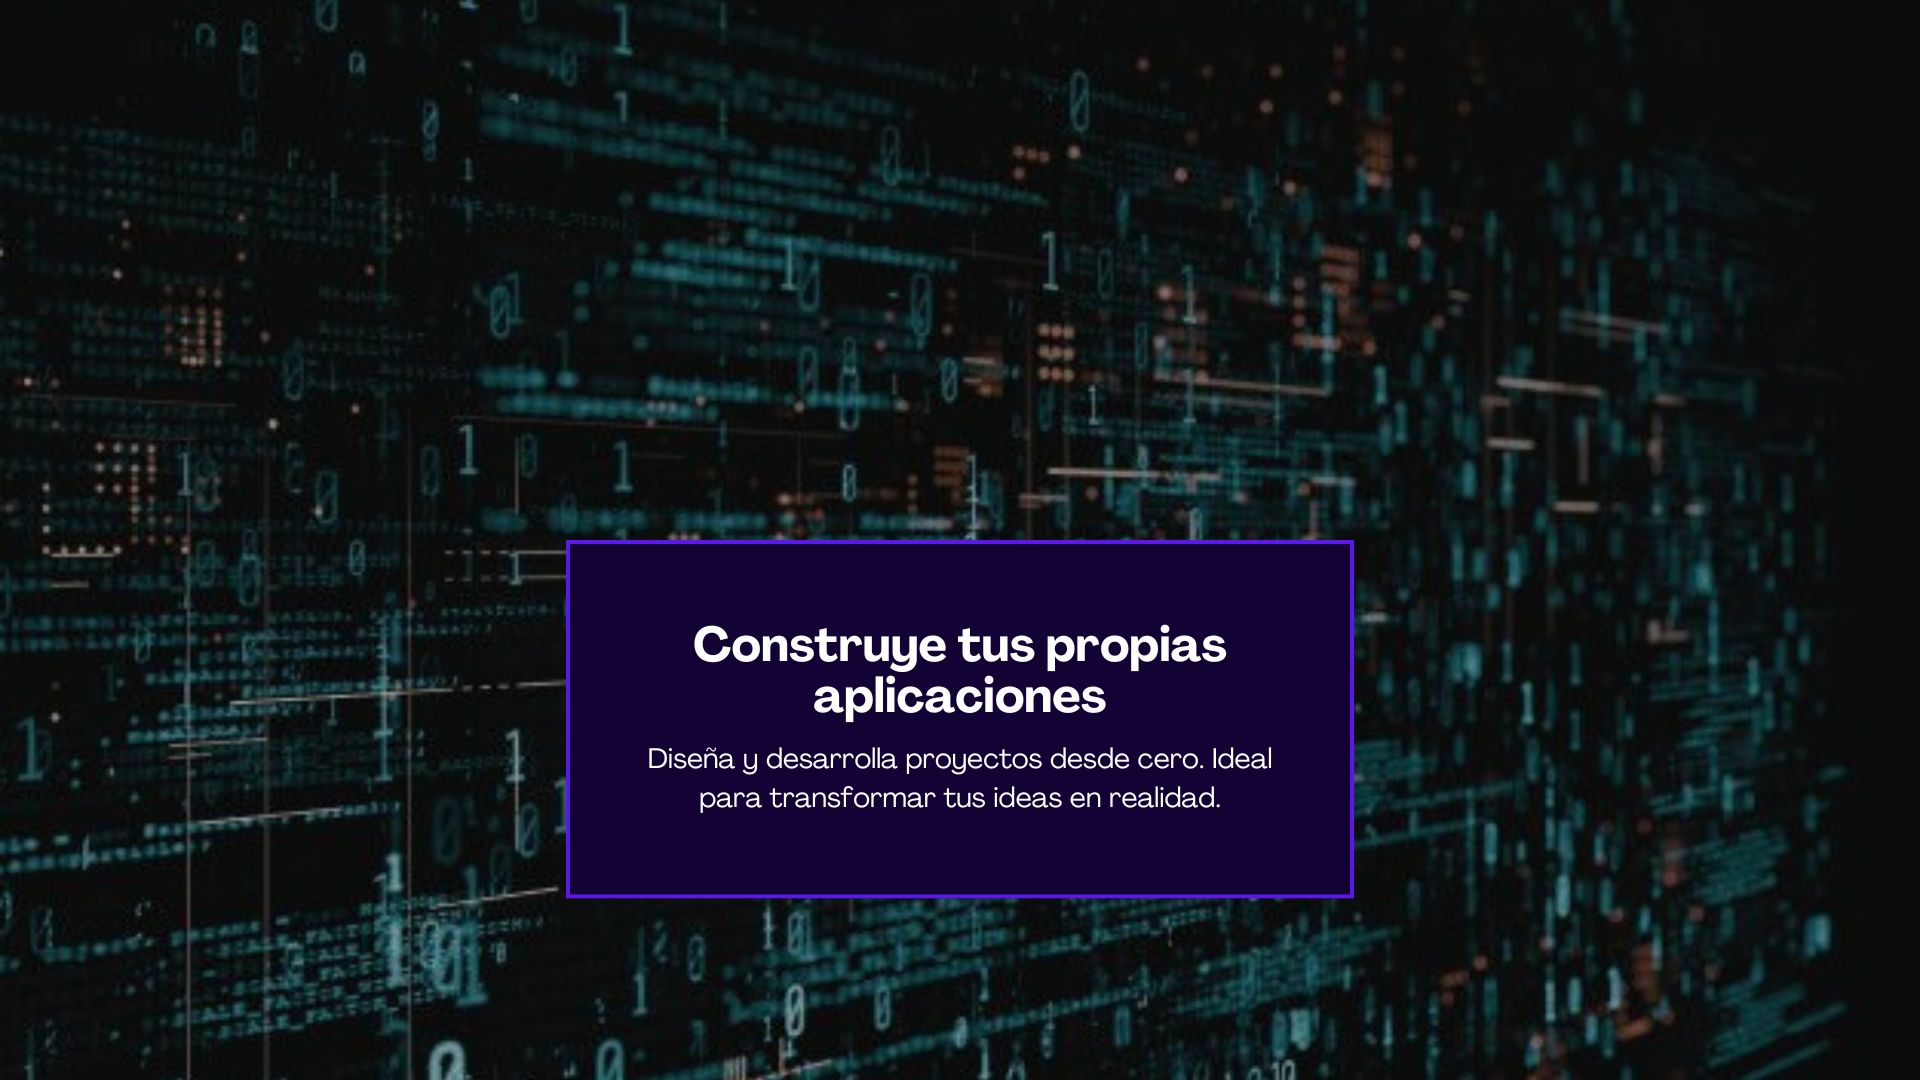 Construye tus propias
aplicaciones
Diseña y desarrolla proyectos desde cero. Ideal
para transformar tus ideas en realidad.